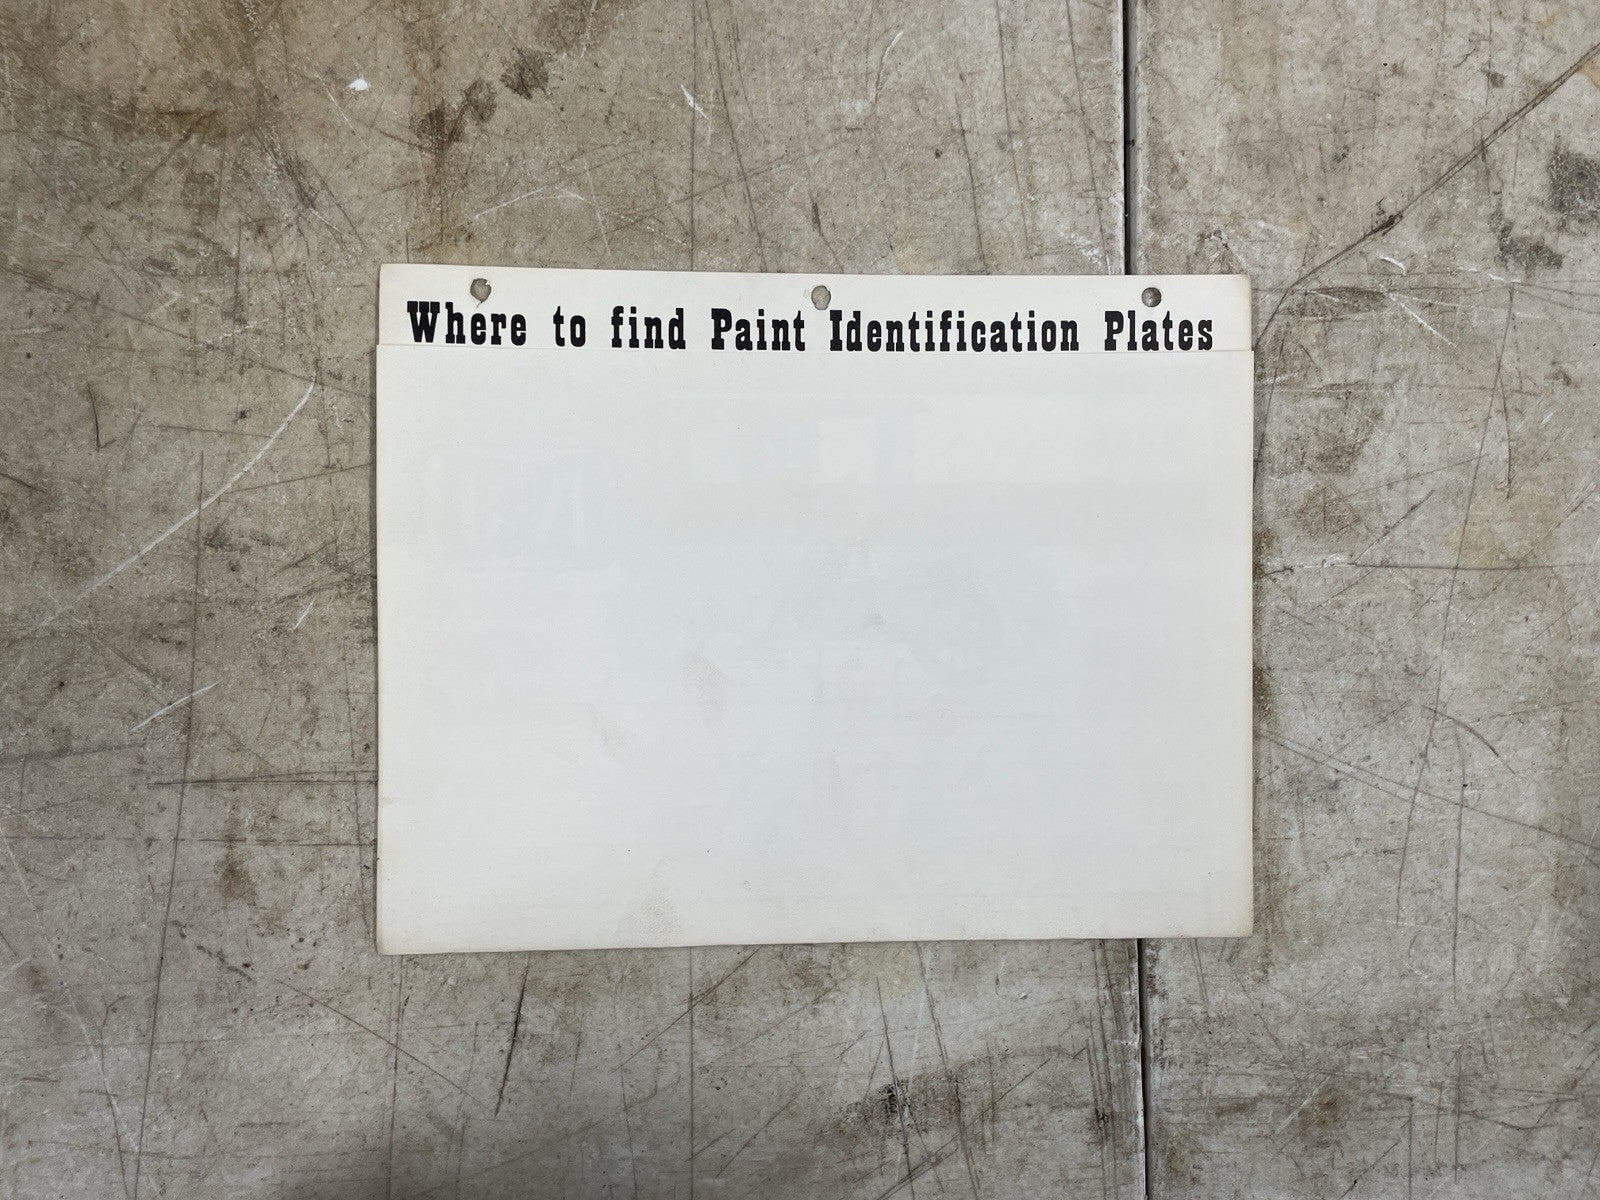 Where to find Paint Identification Plates